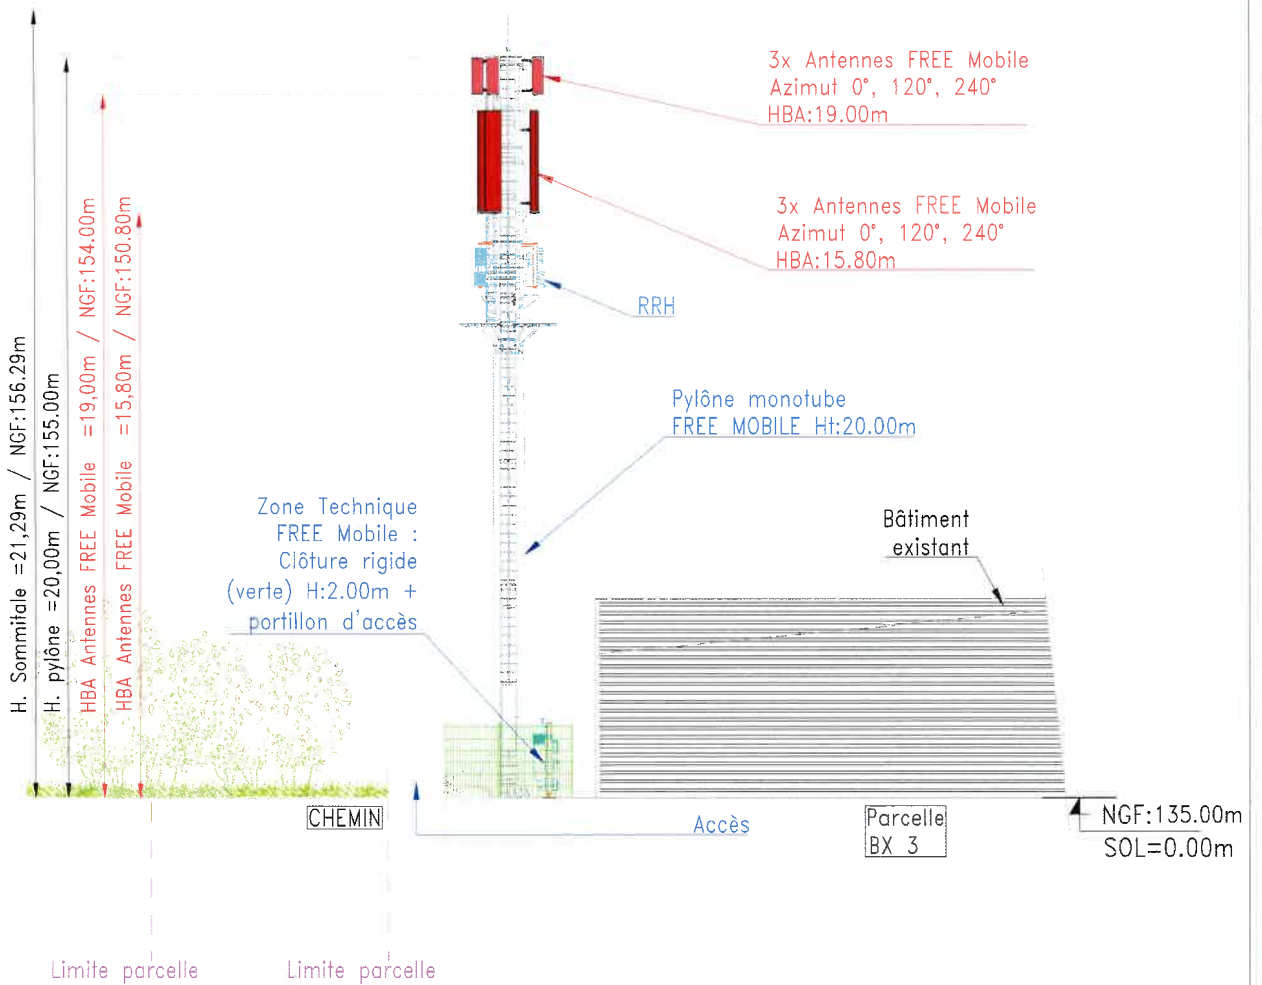 3x Antennes FREE Mobile
Azimut 0°, 120°, 240°
HBA:19.00m
3x Antennes FREE Mobile
Azimut 0°, 120°, 240°
HBA:15.80m
RRH
Pylône monotube
FREE MOBILE Ht:20.00m
Zone Technique
FREE Mobile :
Clôture rigide
(verte) H:2.00m +
portillon d'accès
Bâtiment
existant
H. Sommitale =21,29m / NGF:156.29m
H. pylône =20,00m / NGF:155.00m
HBA Antennes FREE Mobile =19,00m / NGF:154.00m
HBA Antennes FREE Mobile =15,80m / NGF:150.80m
CHEMIN
Accès
Parcelle
BX 3
NGF:135.00m
SOL=0.00m
Limite parcelle
Limite parcelle